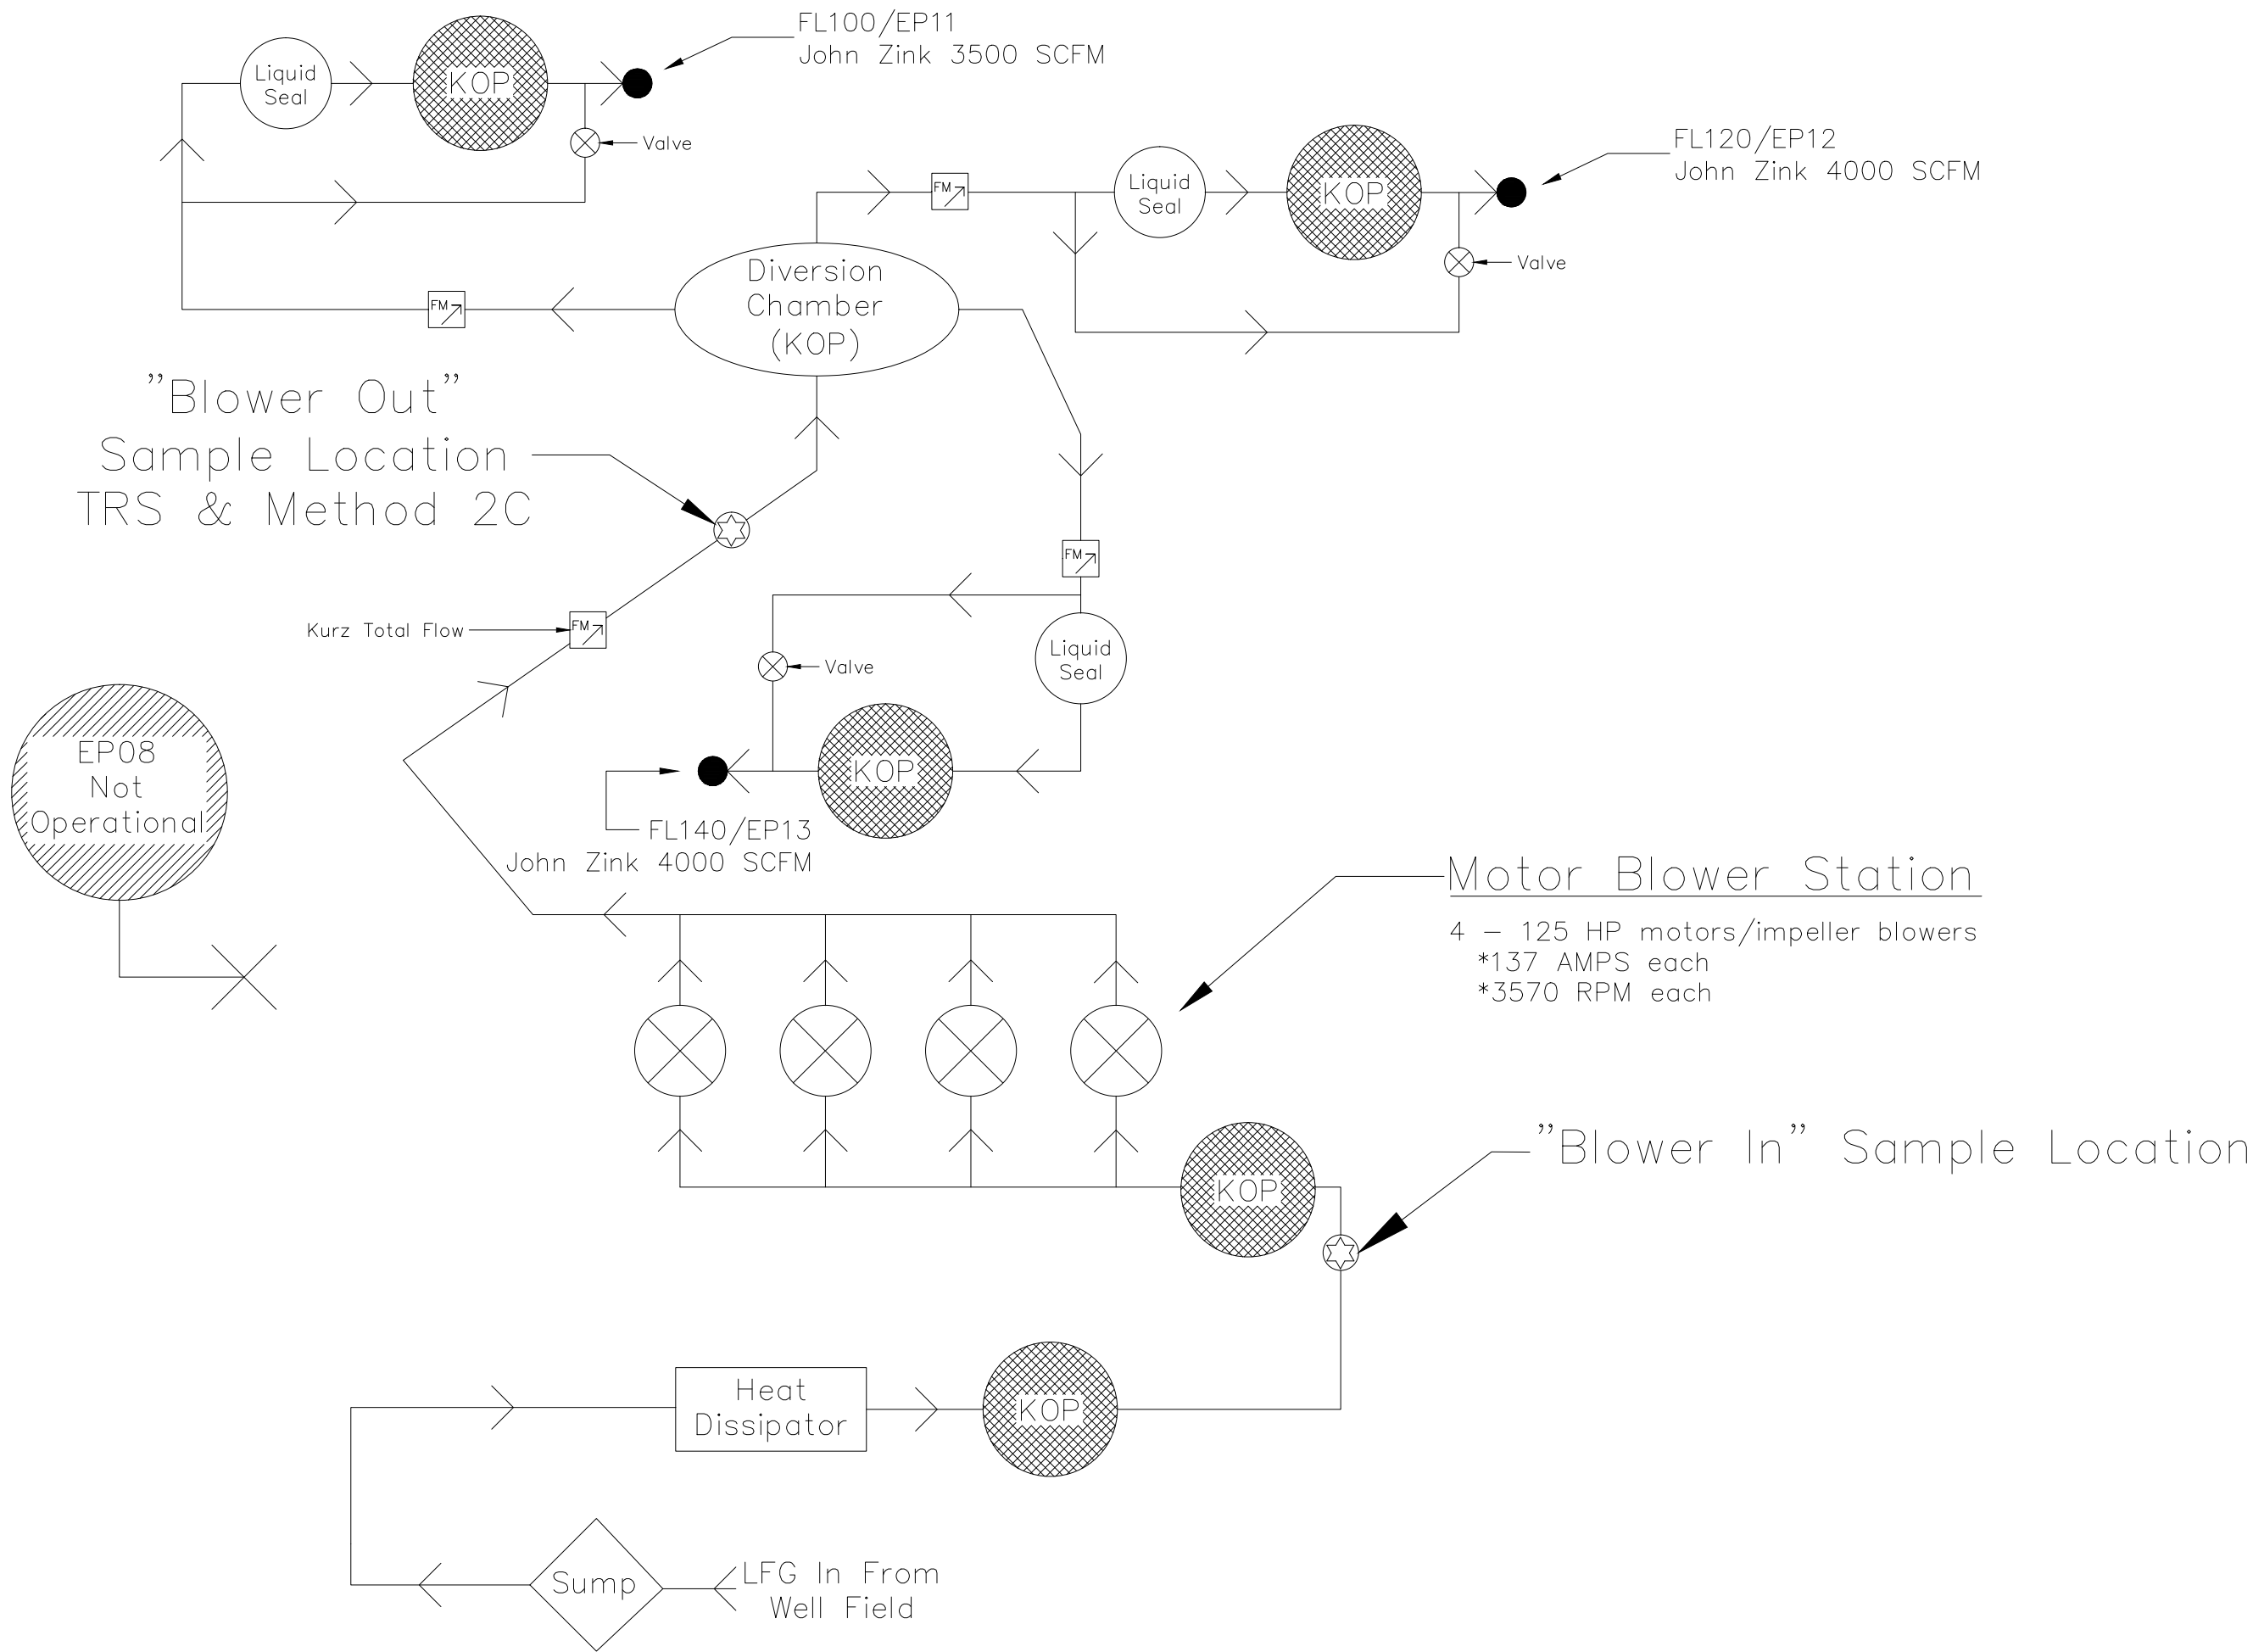 FL100/EP11
John Zink 3500 SCFM
Liquid
Seal
KOP
Valve
FL120/EP12
John Zink 4000 SCFM
FM
Liquid
Seal
KOP
Valve
Diversion
Chamber
(KOP)
FM
"Blower Out"
Sample Location
TRS & Method 2C
FM
Kurz Total Flow
FM
Liquid
Seal
Valve
KOP
EP08
Not
Operational
FL140/EP13
John Zink 4000 SCFM
Motor Blower Station
4 - 125 HP motors/impeller blowers
*137 AMPS each
*3570 RPM each
"Blower In" Sample Location
KOP
Heat
Dissipator
KOP
Sump
LFG In From
Well Field